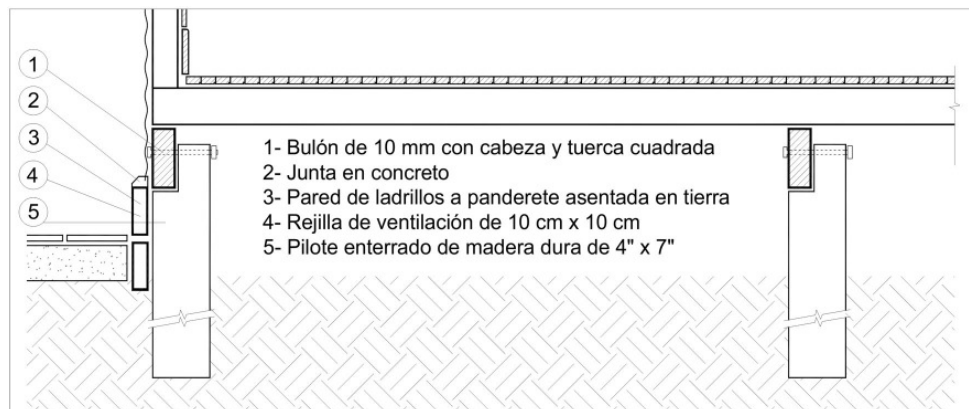 1
2
3
4
5
1- Bulón de 10 mm con cabeza y tuerca cuadrada
2- Junta en concreto
3- Pared de ladrillos a panderete asentada en tierra
4- Rejilla de ventilación de 10 cm x 10 cm
5- Pilote enterrado de madera dura de 4" x 7"